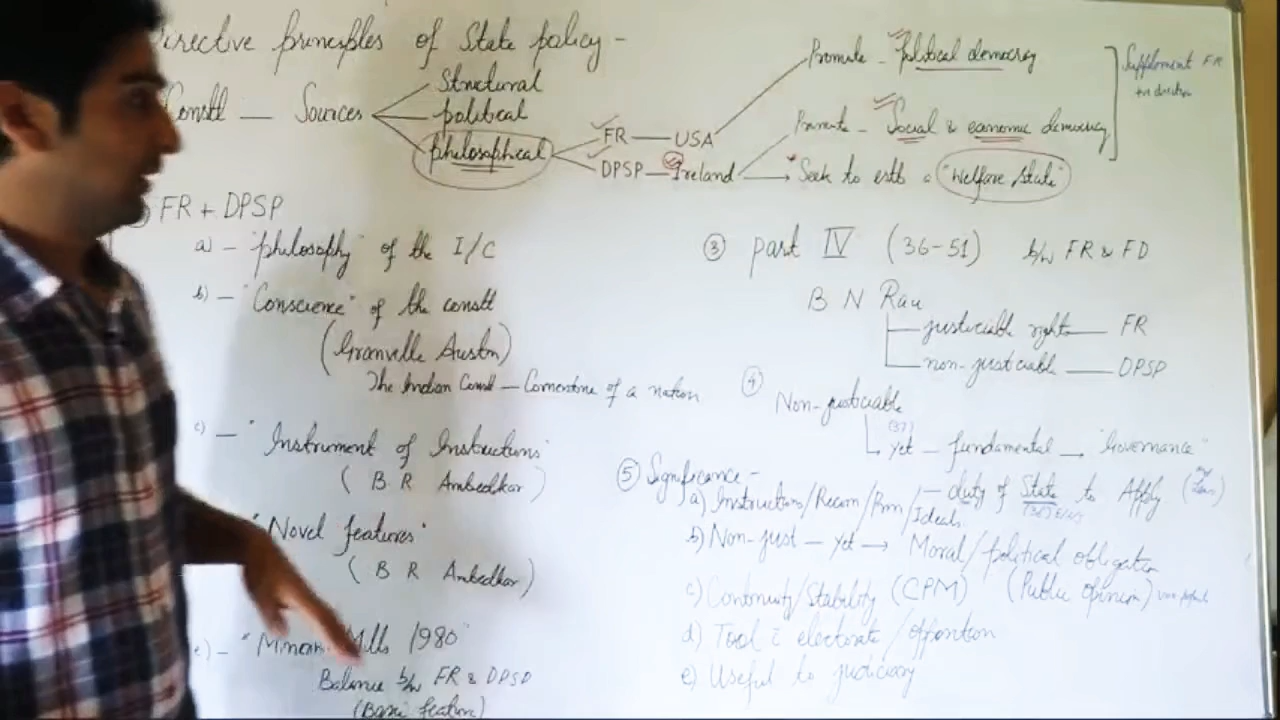 Directive principles of State policy -
Constt — Sources
Structural
political
philosophical
FR — USA
DPSP — Ireland
Promote - political democracy
Promote - Social & economic democracy
Seek to estb a "Welfare State"
Supplement FR
FR + DPSP
a) - "philosophy" of the I/C
b) - "Conscience" of the constt
(Granville Austin)
The Indian Constt — Cornerstone of a nation
c) - "Instrument of Instructions"
(B R Ambedkar)
"Novel features"
(B R Ambedkar)
e) - "Minerva Mills 1980"
Balance b/w FR & DPSP
(Basic feature)
③ part IV (36-51) b/w FR & FD
B N Rau
justiciable rights — FR
non-justiciable — DPSP
④ Non-justiciable
(37)
yet — fundamental → "Governance"
⑤ Significance -
a) Instruction/Recom/ /Ideals — duty of State to Apply
b) Non-just — yet → Moral/political obligation
c) Continuity/Stability (CPM) (Public Opinion)
d) Tool electorate/opposition
e) Useful to judiciary